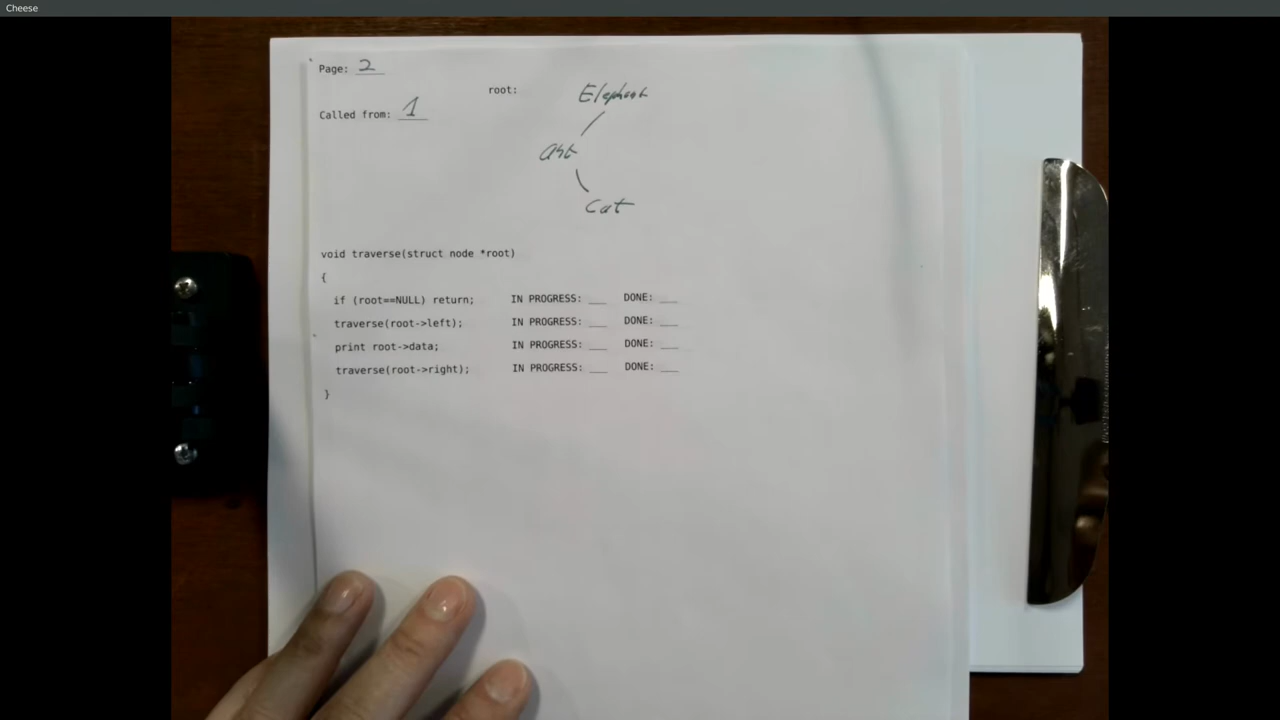 Cheese
Page: 2
root: Elephant
Called from: 1
Ant
Cat
void traverse(struct node *root)
{
if (root==NULL) return; IN PROGRESS: ___ DONE: ___
traverse(root->left); IN PROGRESS: ___ DONE: ___
print root->data; IN PROGRESS: ___ DONE: ___
traverse(root->right); IN PROGRESS: ___ DONE: ___
}